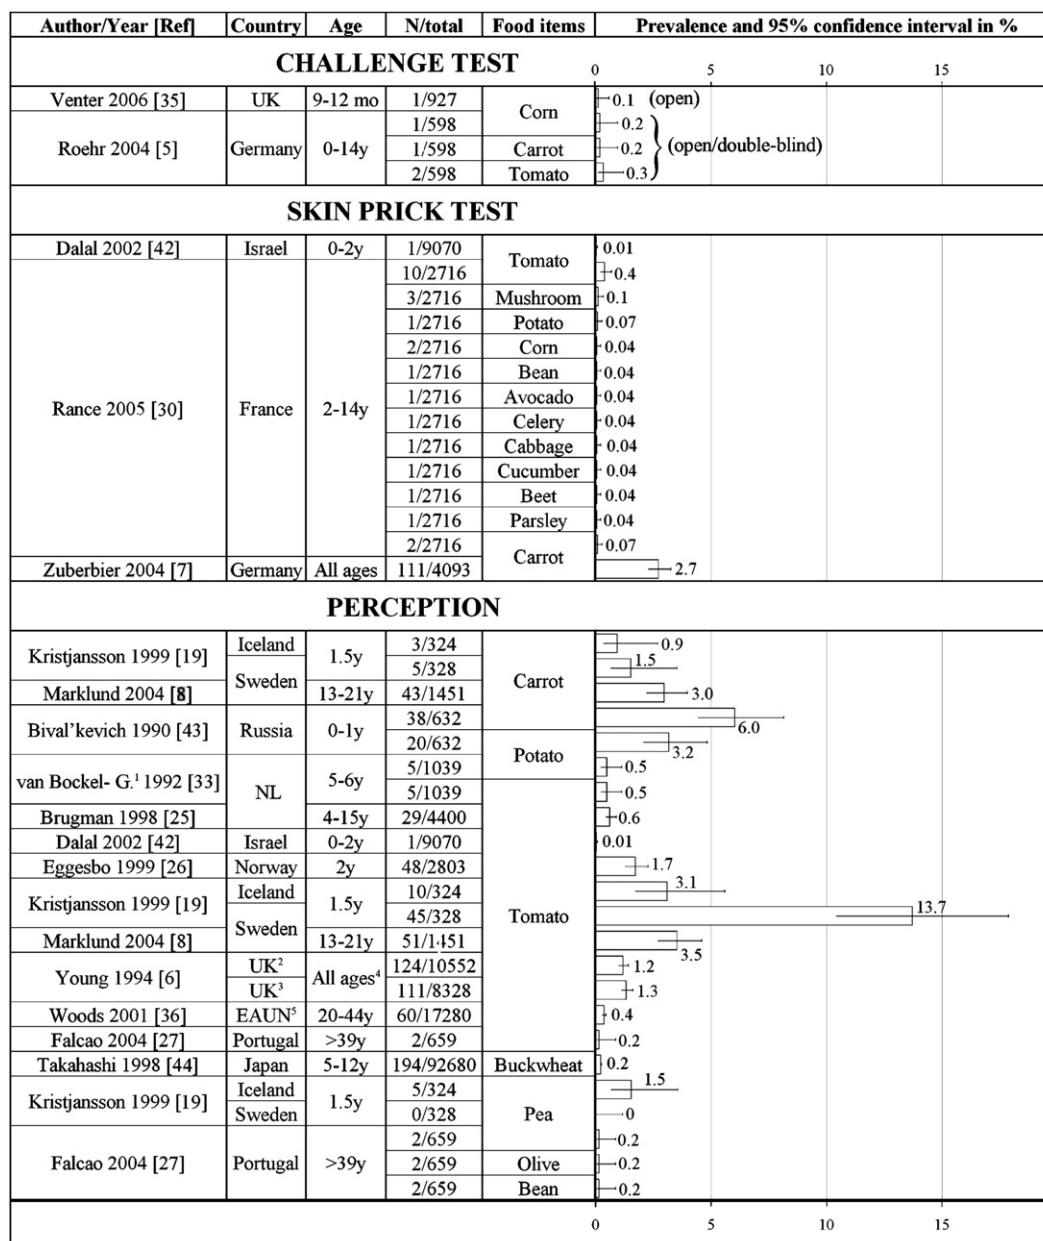 Author/Year [Ref] Country Age N/total Food items Prevalence and 95% confidence interval in %
CHALLENGE TEST 0 5 10 15
Venter 2006 [35] UK 9-12 mo 1/927 Corn 0.1 (open)
Roehr 2004 [5] Germany 0-14y 1/598 0.2
1/598 Carrot 0.2 (open/double-blind)
2/598 Tomato 0.3
SKIN PRICK TEST
Dalal 2002 [42] Israel 0-2y 1/9070 Tomato 0.01
Rance 2005 [30] France 2-14y 10/2716 0.4
3/2716 Mushroom 0.1
1/2716 Potato 0.07
2/2716 Corn 0.04
1/2716 Bean 0.04
1/2716 Avocado 0.04
1/2716 Celery 0.04
1/2716 Cabbage 0.04
1/2716 Cucumber 0.04
1/2716 Beet 0.04
1/2716 Parsley 0.04
2/2716 Carrot 0.07
Zuberbier 2004 [7] Germany All ages 111/4093 2.7
PERCEPTION
Kristjansson 1999 [19] Iceland 1.5y 3/324 Carrot 0.9
Sweden 5/328 1.5
Marklund 2004 [8] 13-21y 43/1451 3.0
Bival'kevich 1990 [43] Russia 0-1y 38/632 6.0
20/632 Potato 3.2
van Bockel- G.¹ 1992 [33] NL 5-6y 5/1039 0.5
5/1039 Tomato 0.5
Brugman 1998 [25] 4-15y 29/4400 0.6
Dalal 2002 [42] Israel 0-2y 1/9070 0.01
Eggesbo 1999 [26] Norway 2y 48/2803 1.7
Kristjansson 1999 [19] Iceland 1.5y 10/324 3.1
Sweden 45/328 13.7
Marklund 2004 [8] 13-21y 51/1451 3.5
Young 1994 [6] UK² All ages⁴ 124/10552 1.2
UK³ 111/8328 1.3
Woods 2001 [36] EAUN⁵ 20-44y 60/17280 0.4
Falcao 2004 [27] Portugal >39y 2/659 0.2
Takahashi 1998 [44] Japan 5-12y 194/92680 Buckwheat 0.2
Kristjansson 1999 [19] Iceland 1.5y 5/324 Pea 1.5
Sweden 0/328 0
Falcao 2004 [27] Portugal >39y 2/659 0.2
2/659 Olive 0.2
2/659 Bean 0.2
0 5 10 15